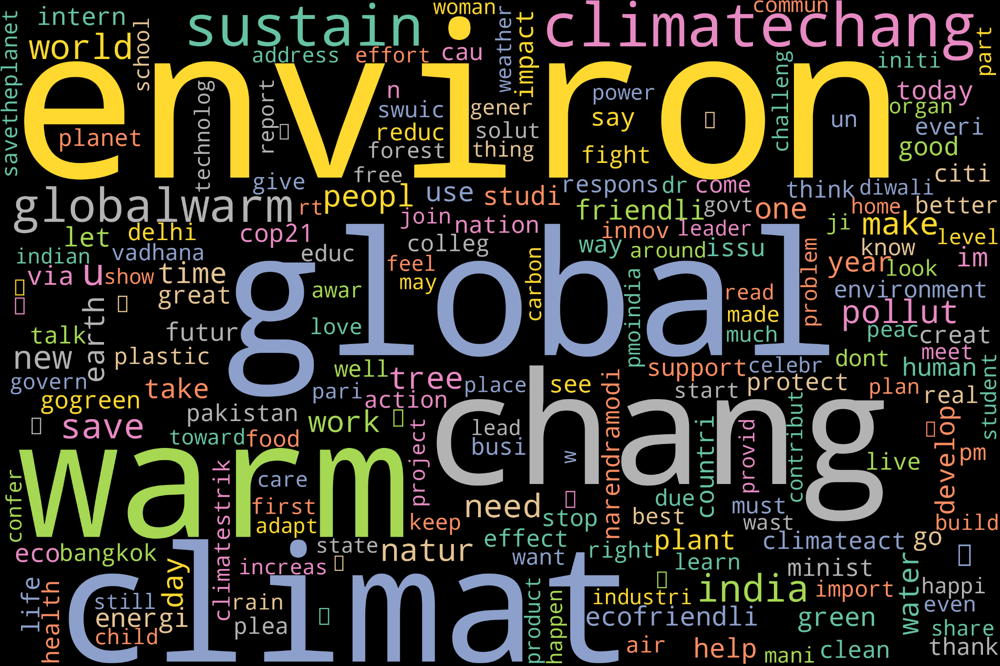 intern
sustain
woman
climatechang
commun
world
school
address
effort
cau
weather
impact
part
initi
savetheplanet
environ
challeng
today
n
power
organ
technolog
report
swuic
gener
say
un
everi
planet
reduc
solut
good
forest
thing
fight
citi
free
give
globalwarm
rt
peopl
use
studi
respons
dr
come
think
diwali
join
nation
friendli
govt
one
home
better
let
delhi
cop21
colleg
innov
leader
ji
make
level
indian
vadhana
educ
global
way
around
issu
know
year
im
via
u
show
time
feel
look
great
awar
may
carbon
pmoindia
read
problem
environment
earth
made
pollut
talk
futur
love
much
peac
creat
new
plastic
well
tree
support
celebr
dont
meet
human
student
govern
take
pari
action
place
see
narendramodi
start
protect
plan
real
gogreen
pakistan
work
chang
save
toward
food
project
lead
busi
w
countri
provid
contribut
develop
pm
live
warm
confer
climatestrik
care
first
adapt
keep
need
stop
due
best
must
wast
build
eco
bangkok
state
natur
effect
want
right
plant
climateact
go
day
increas
learn
minist
water
life
health
climat
still
energi
child
rain
plea
product
happen
industri
india
import
happi
even
ecofriendli
green
share
air
help
mani
clean
thank